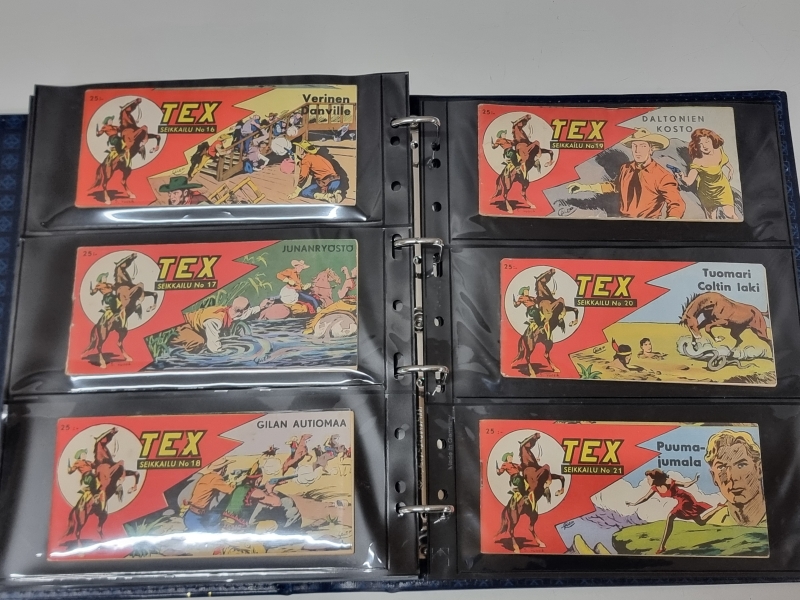 25:-
TEX
SEIKKAILU No 16
Verinen
Danville
25:-
TEX
SEIKKAILU No 17
JUNANRYÖSTÖ
25:-
TEX
SEIKKAILU No 18
GILAN AUTIOMAA
25:-
TEX
SEIKKAILU No 19
DALTONIEN
KOSTO
25:-
TEX
SEIKKAILU No 20
Tuomari
Coltin laki
25:-
TEX
SEIKKAILU No 21
Puuma-
jumala